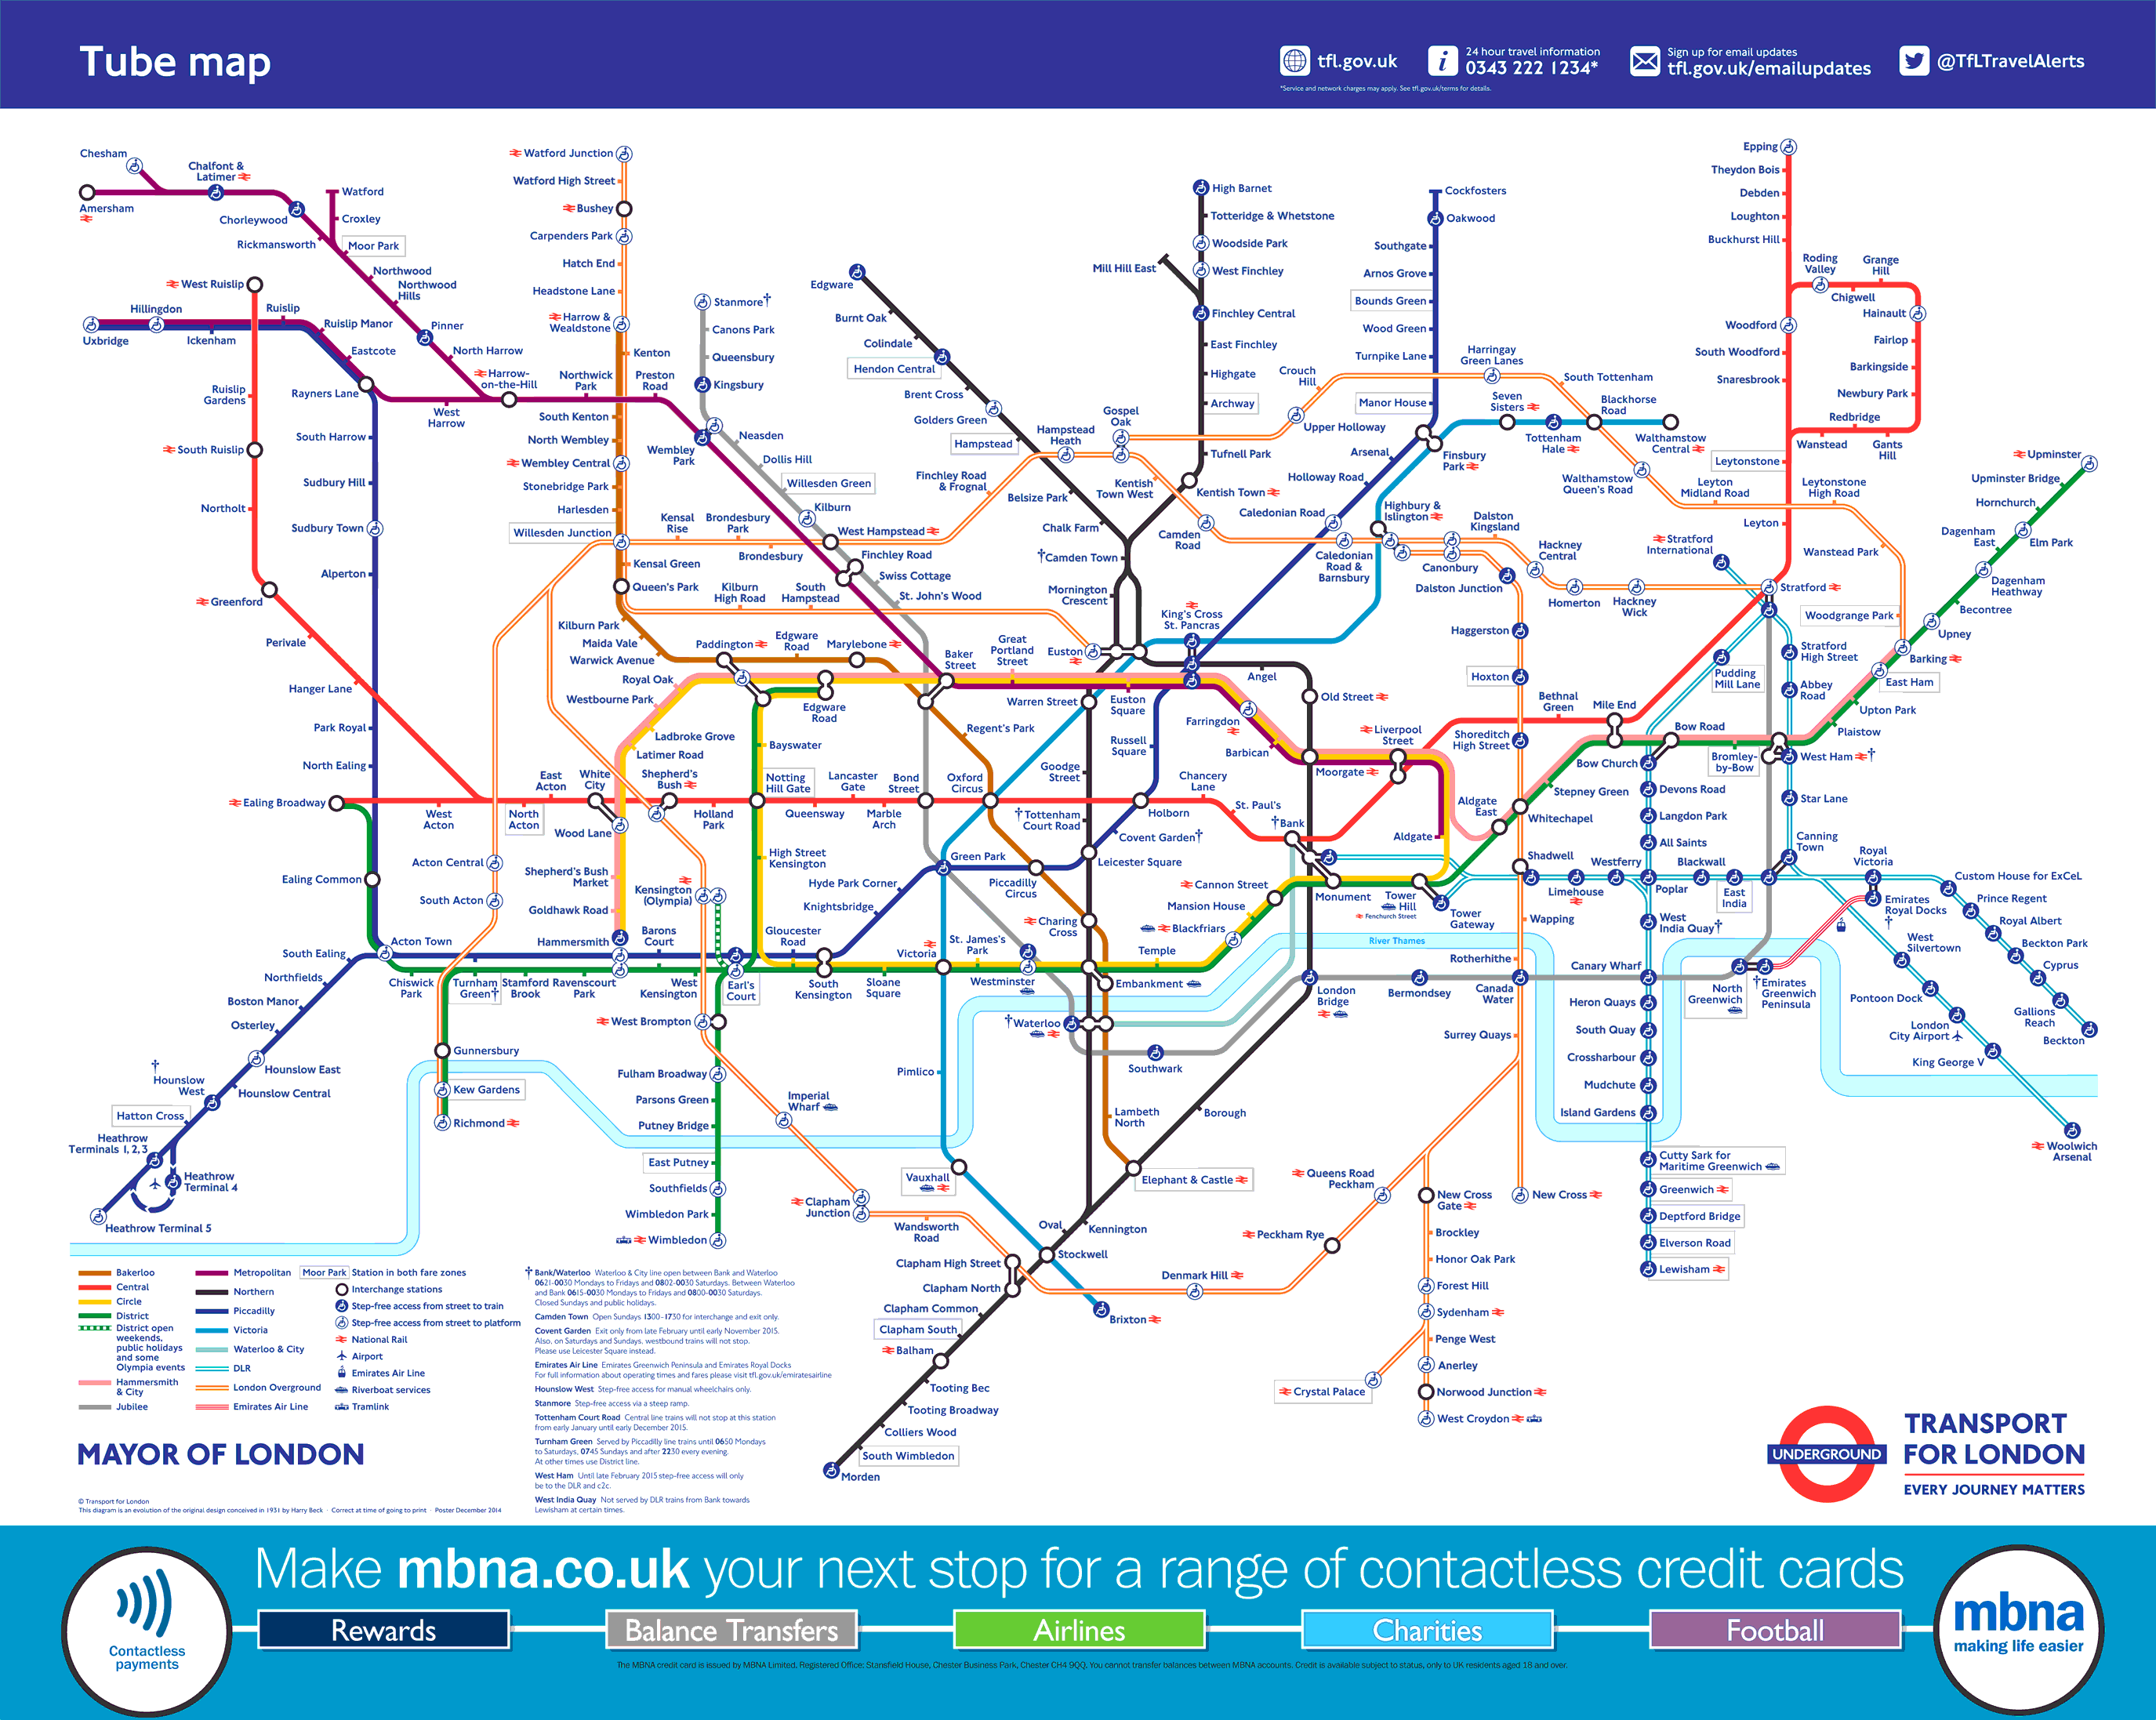 Tube map
tfl.gov.uk
24 hour travel information
0343 222 1234*
*Service and network charges may apply. See tfl.gov.uk/terms for details.
Sign up for email updates
tfl.gov.uk/emailupdates
@TfLTravelAlerts
Chesham
Chalfont &
Latimer
Amersham
Chorleywood
Rickmansworth
Watford
Croxley
Moor Park
Northwood
Northwood
Hills
Pinner
North Harrow
Harrow-
on-the-Hill
West Ruislip
Hillingdon
Uxbridge
Ickenham
Ruislip
Ruislip Manor
Eastcote
Rayners Lane
West
Harrow
Northwick
Park
Preston
Road
Ruislip
Gardens
South Ruislip
Northolt
Greenford
Perivale
Hanger Lane
South Harrow
Sudbury Hill
Sudbury Town
Alperton
Park Royal
North Ealing
Ealing Broadway
Ealing Common
South Ealing
Acton Town
Northfields
Boston Manor
Osterley
Hounslow East
Hounslow Central
†
Hounslow
West
Hatton Cross
Heathrow
Terminals 1, 2, 3
Heathrow
Terminal 4
Heathrow Terminal 5
Watford Junction
Watford High Street
Bushey
Carpenders Park
Hatch End
Headstone Lane
Harrow &
Wealdstone
Kenton
South Kenton
North Wembley
Wembley Central
Stonebridge Park
Harlesden
Willesden Junction
Kensal Green
Queen's Park
Kilburn Park
Maida Vale
Warwick Avenue
Kensal
Rise
Brondesbury
Park
Brondesbury
Kilburn
High Road
South
Hampstead
Stanmore†
Canons Park
Queensbury
Kingsbury
Wembley
Park
Neasden
Dollis Hill
Willesden Green
Kilburn
West Hampstead
Finchley Road
Swiss Cottage
St. John's Wood
Finchley Road
& Frognal
Edgware
Burnt Oak
Colindale
Hendon Central
Brent Cross
Golders Green
Hampstead
Belsize Park
Chalk Farm
†Camden Town
Mornington
Crescent
Hampstead
Heath
Gospel
Oak
Kentish
Town West
Camden
Road
Mill Hill East
High Barnet
Totteridge & Whetstone
Woodside Park
West Finchley
Finchley Central
East Finchley
Highgate
Archway
Tufnell Park
Kentish Town
Crouch
Hill
Upper Holloway
Cockfosters
Oakwood
Southgate
Arnos Grove
Bounds Green
Wood Green
Turnpike Lane
Manor House
Arsenal
Holloway Road
Caledonian Road
Finsbury
Park
Harringay
Green Lanes
Seven
Sisters
South Tottenham
Blackhorse
Road
Tottenham
Hale
Walthamstow
Central
Walthamstow
Queen's Road
Leyton
Midland Road
Leytonstone
High Road
Wanstead Park
Woodgrange Park
Highbury &
Islington
Caledonian
Road &
Barnsbury
Canonbury
Dalston
Kingsland
Dalston Junction
Hackney
Central
Homerton
Hackney
Wick
Stratford
International
Stratford
Epping
Theydon Bois
Debden
Loughton
Buckhurst Hill
Roding
Valley
Grange
Hill
Chigwell
Hainault
Fairlop
Barkingside
Newbury Park
Redbridge
Gants
Hill
Wanstead
Woodford
South Woodford
Snaresbrook
Leytonstone
Leyton
Upminster
Upminster Bridge
Hornchurch
Elm Park
Dagenham
East
Dagenham
Heathway
Becontree
Upney
Barking
East Ham
Upton Park
Plaistow
West Ham †
Bromley-
by-Bow
Bow Road
Mile End
Bethnal
Green
Stepney Green
Whitechapel
Aldgate
East
Aldgate
Stratford
High Street
Abbey
Road
Pudding
Mill Lane
Bow Church
Devons Road
Langdon Park
All Saints
Star Lane
Canning
Town
Haggerston
Hoxton
Shoreditch
High Street
Paddington
Edgware
Road
Marylebone
Royal Oak
Westbourne Park
Ladbroke Grove
Latimer Road
Edgware
Road
Baker
Street
Great
Portland
Street
Euston
Euston
Square
King's Cross
St. Pancras
Angel
Old Street
Warren Street
Regent's Park
Russell
Square
Goodge
Street
Farringdon
Barbican
Moorgate
Liverpool
Street
Bayswater
Notting
Hill Gate
Lancaster
Gate
Bond
Street
Oxford
Circus
Queensway
Marble
Arch
High Street
Kensington
East
Acton
West
Acton
North
Acton
White
City
Shepherd's
Bush
Holland
Park
Wood Lane
Shepherd's Bush
Market
Goldhawk Road
Hammersmith
Kensington
(Olympia)
Barons
Court
Acton Central
South Acton
†Tottenham
Court Road
Holborn
Chancery
Lane
St. Paul's
†Bank
Covent Garden†
Leicester Square
Green Park
Piccadilly
Circus
Hyde Park Corner
Knightsbridge
Gloucester
Road
Charing
Cross
Cannon Street
Mansion House
Blackfriars
Temple
Monument
Tower
Hill
Fenchurch Street
Tower
Gateway
Shadwell
Limehouse
Westferry
Poplar
Blackwall
East
India
Royal
Victoria
Custom House for ExCeL
Prince Regent
Royal Albert
Beckton Park
Cyprus
Gallions
Reach
Beckton
Emirates
Royal Docks
†
West
Silvertown
Pontoon Dock
London
City Airport
King George V
Woolwich
Arsenal
Chiswick
Park
Turnham
Green†
Stamford
Brook
Ravenscourt
Park
West
Kensington
Earl's
Court
South
Kensington
Sloane
Square
Victoria
St. James's
Park
Westminster
Embankment
†Waterloo
Southwark
London
Bridge
Bermondsey
Canada
Water
Wapping
Rotherhithe
Surrey Quays
River Thames
West
India Quay†
Canary Wharf
Heron Quays
South Quay
Crossharbour
Mudchute
Island Gardens
Cutty Sark for
Maritime Greenwich
Greenwich
Deptford Bridge
Elverson Road
Lewisham
North
Greenwich
†Emirates
Greenwich
Peninsula
Gunnersbury
Kew Gardens
Richmond
West Brompton
Fulham Broadway
Parsons Green
Putney Bridge
East Putney
Southfields
Wimbledon Park
Wimbledon
Imperial
Wharf
Clapham
Junction
Wandsworth
Road
Pimlico
Vauxhall
Lambeth
North
Borough
Elephant & Castle
Kennington
Oval
Stockwell
Clapham High Street
Clapham North
Clapham Common
Clapham South
Balham
Tooting Bec
Tooting Broadway
Colliers Wood
South Wimbledon
Morden
Brixton
Denmark Hill
Peckham Rye
Queens Road
Peckham
New Cross
Gate
New Cross
Brockley
Honor Oak Park
Forest Hill
Sydenham
Penge West
Anerley
Crystal Palace
Norwood Junction
West Croydon
Bakerloo
Central
Circle
District
District open
weekends,
public holidays
and some
Olympia events
Hammersmith
& City
Jubilee
Metropolitan
Northern
Piccadilly
Victoria
Waterloo & City
DLR
London Overground
Emirates Air Line
Moor Park Station in both fare zones
Interchange stations
Step-free access from street to train
Step-free access from street to platform
National Rail
Airport
Emirates Air Line
Riverboat services
Tramlink
† Bank/Waterloo Waterloo & City line open between Bank and Waterloo
0621-0030 Mondays to Fridays and 0802-0030 Saturdays. Between Waterloo
and Bank 0615-0030 Mondays to Fridays and 0800-0030 Saturdays.
Closed Sundays and public holidays.
Camden Town Open Sundays 1300-1730 for interchange and exit only.
Covent Garden Exit only from late February until early November 2015.
Also, on Saturdays and Sundays, westbound trains will not stop.
Please use Leicester Square instead.
Emirates Air Line Emirates Greenwich Peninsula and Emirates Royal Docks
For full information about operating times and fares please visit tfl.gov.uk/emiratesairline
Hounslow West Step-free access for manual wheelchairs only.
Stanmore Step-free access via a steep ramp.
Tottenham Court Road Central line trains will not stop at this station
from early January until early December 2015.
Turnham Green Served by Piccadilly line trains until 0650 Mondays
to Saturdays, 0745 Sundays and after 2230 every evening.
At other times use District line.
West Ham Until late February 2015 step-free access will only
be to the DLR and c2c.
West India Quay Not served by DLR trains from Bank towards
Lewisham at certain times.
MAYOR OF LONDON
© Transport for London
This diagram is an evolution of the original design conceived in 1931 by Harry Beck · Correct at time of going to print · Poster December 2014
UNDERGROUND
TRANSPORT
FOR LONDON
EVERY JOURNEY MATTERS
Make mbna.co.uk your next stop for a range of contactless credit cards
Contactless
payments
Rewards
Balance Transfers
Airlines
Charities
Football
mbna
making life easier
The MBNA credit card is issued by MBNA Limited, Registered Office: Stansfield House, Chester Business Park, Chester CH4 9QQ. You cannot transfer balances between MBNA accounts. Credit is available subject to status, only to UK residents aged 18 and over.